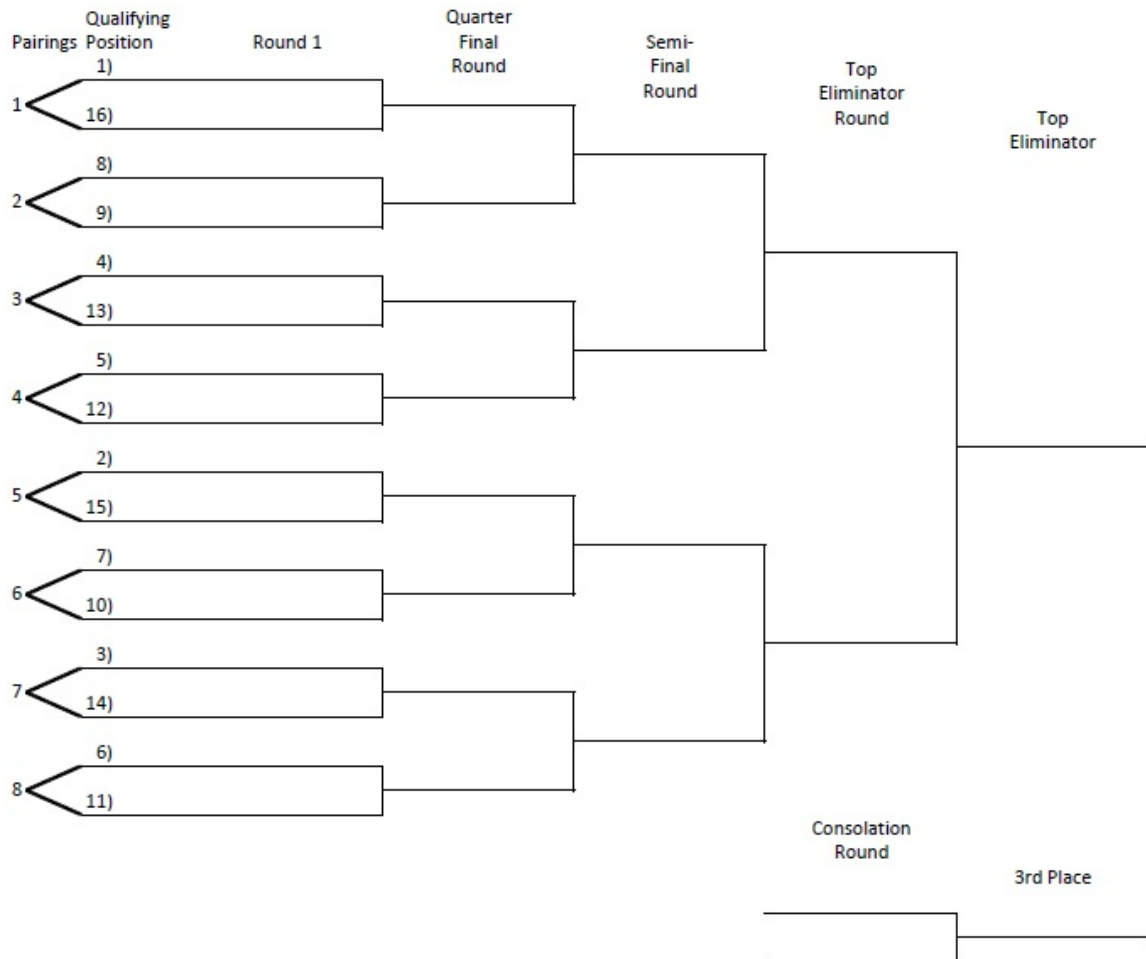 Pairings
Qualifying
Position
Round 1
Quarter
Final
Round
Semi-
Final
Round
Top
Eliminator
Round
Top
Eliminator
1
1)
16)
2
8)
9)
3
4)
13)
4
5)
12)
5
2)
15)
6
7)
10)
7
3)
14)
8
6)
11)
Consolation
Round
3rd Place